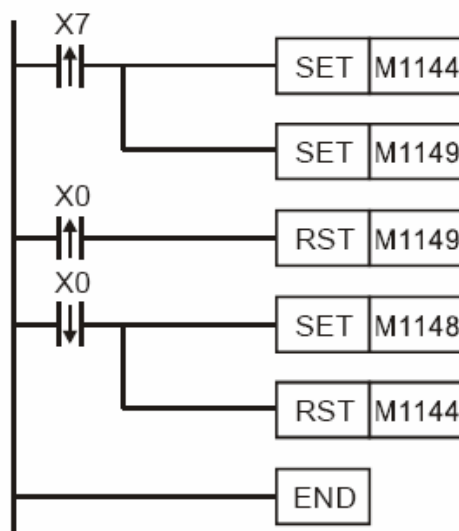 X7
SET M1144
SET M1149
X0
RST M1149
X0
SET M1148
RST M1144
END